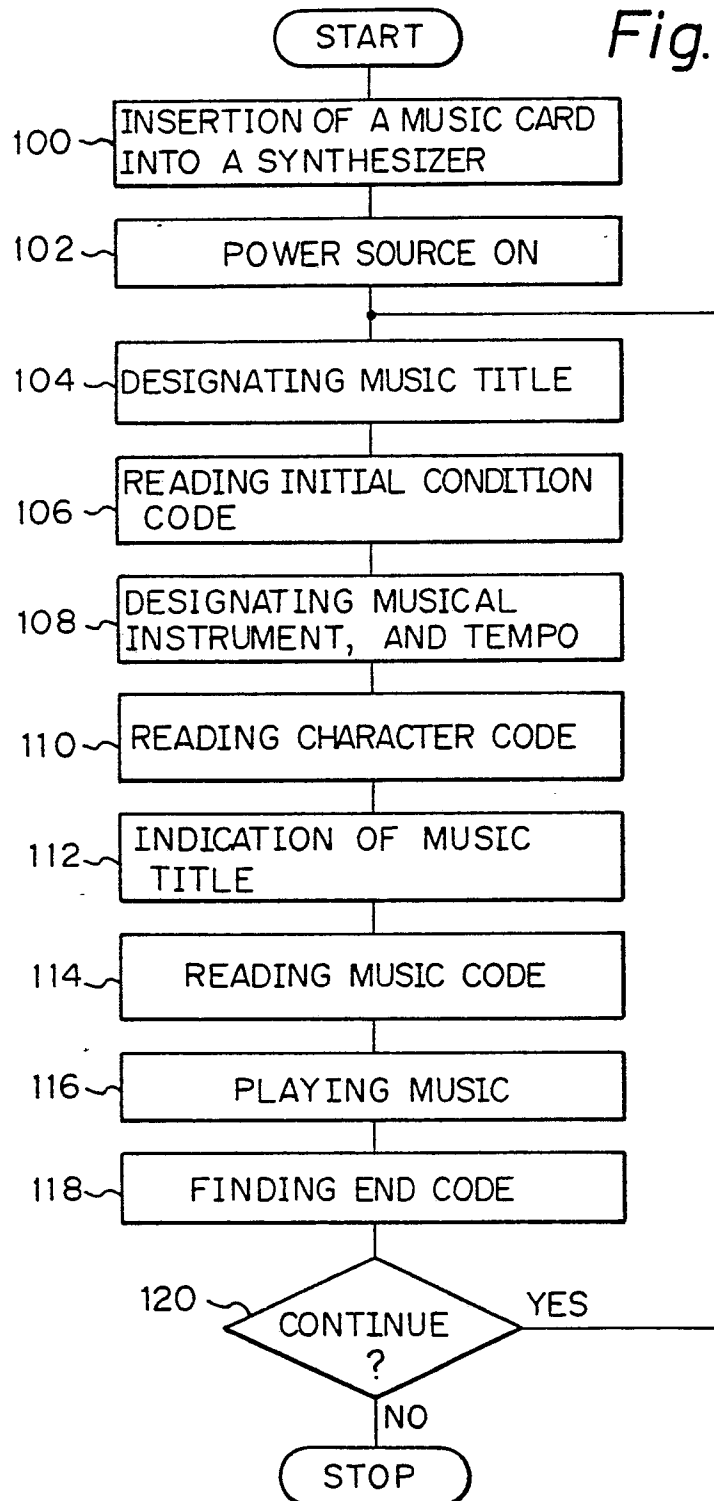 START
Fig.
100
INSERTION OF A MUSIC CARD
INTO A SYNTHESIZER
102
POWER SOURCE ON
104
DESIGNATING MUSIC TITLE
106
READING INITIAL CONDITION
CODE
108
DESIGNATING MUSICAL
INSTRUMENT, AND TEMPO
110
READING CHARACTER CODE
112
INDICATION OF MUSIC
TITLE
114
READING MUSIC CODE
116
PLAYING MUSIC
118
FINDING END CODE
120
CONTINUE
?
YES
NO
STOP